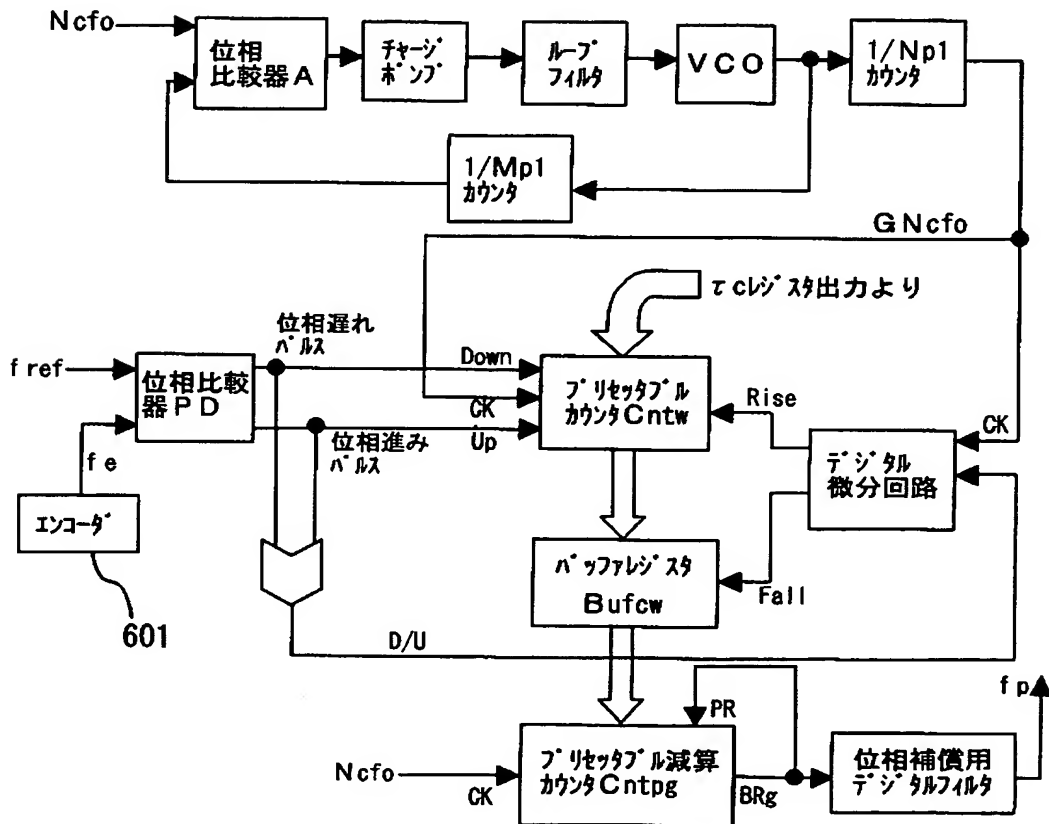 Ncfo
位相
比較器A
ﾁｬｰｼﾞ
ﾎﾟﾝﾌﾟ
ﾙｰﾌﾟ
ﾌｨﾙﾀ
VCO
1/Np1
ｶｳﾝﾀ
1/Mp1
ｶｳﾝﾀ
GNcfo
τcﾚｼﾞｽﾀ出力より
位相遅れ
ﾊﾟﾙｽ
fref
位相比較
器PD
Down
CK
Up
ﾌﾟﾘｾｯﾀﾌﾞﾙ
ｶｳﾝﾀCntw
Rise
CK
ﾃﾞｼﾞﾀﾙ
微分回路
位相進み
ﾊﾟﾙｽ
fe
ｴﾝｺｰﾀﾞ
601
ﾊﾞｯﾌｧﾚｼﾞｽﾀ
Bufcw
Fall
D/U
fp
PR
Ncfo
CK
ﾌﾟﾘｾｯﾀﾌﾞﾙ減算
ｶｳﾝﾀCntpg
BRg
位相補償用
ﾃﾞｼﾞﾀﾙﾌｨﾙﾀ